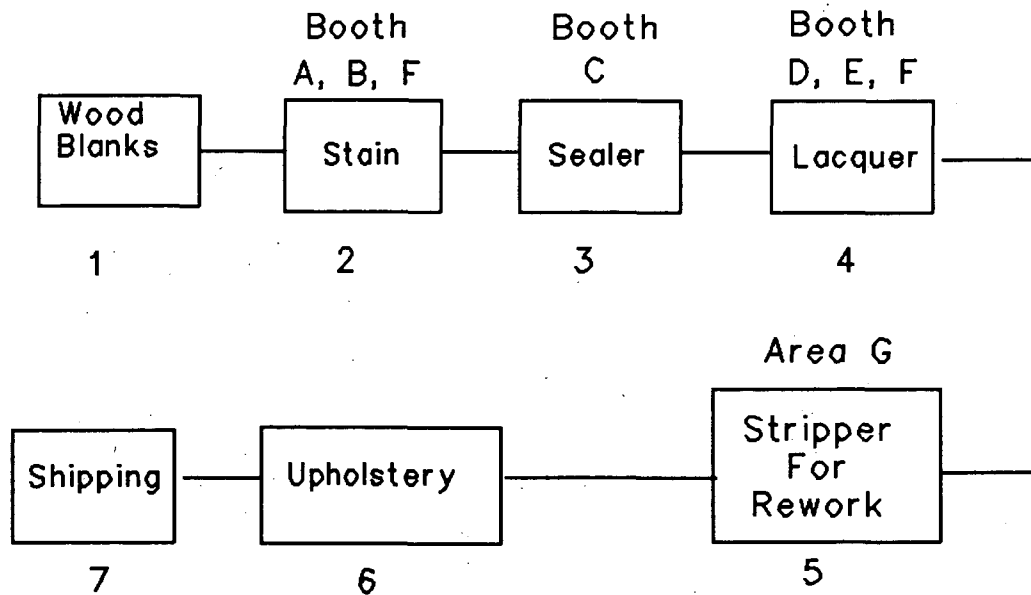 Booth
A, B, F
Booth
C
Booth
D, E, F
Wood
Blanks
Stain
Sealer
Lacquer
1
2
3
4
Area G
Stripper
For
Rework
Upholstery
Shipping
7
6
5